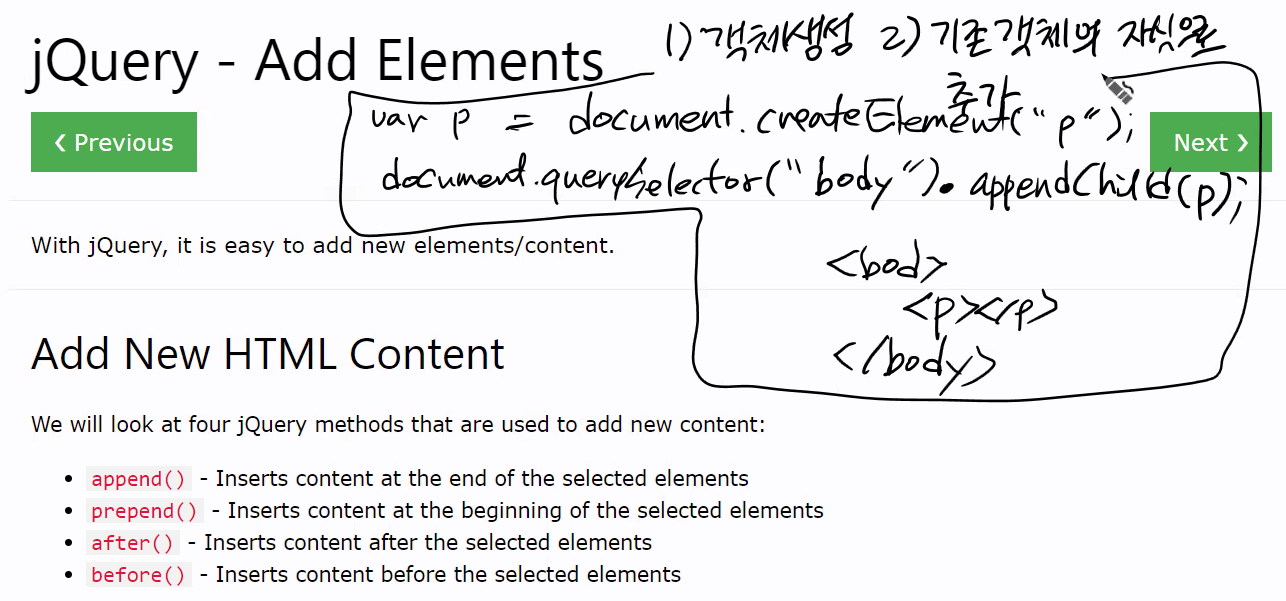 jQuery - Add Elements
1) 객체생성 2) 기존객체의 자식으로
추가
❮ Previous
var p = document.createElement("p");
Next ❯
document.querySelector("body").appendChild(p);
With jQuery, it is easy to add new elements/content.
<body>
<p></p>
</body>
Add New HTML Content
We will look at four jQuery methods that are used to add new content:
• append() - Inserts content at the end of the selected elements
• prepend() - Inserts content at the beginning of the selected elements
• after() - Inserts content after the selected elements
• before() - Inserts content before the selected elements